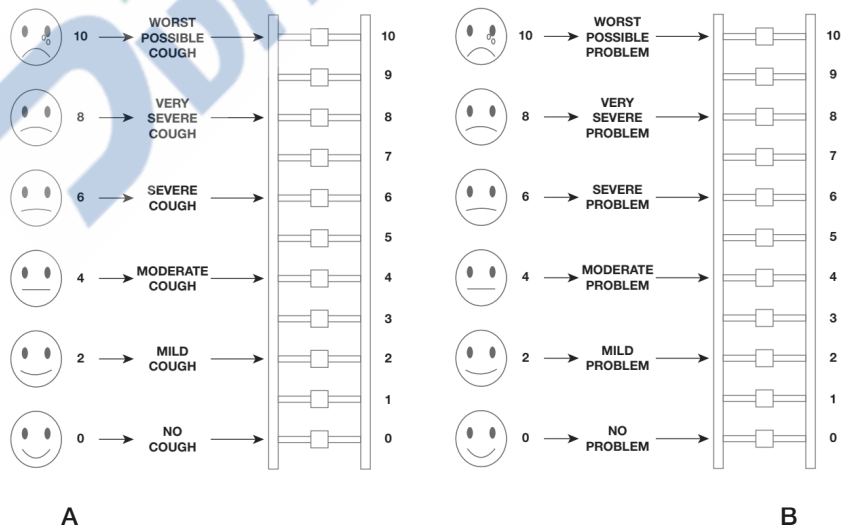 10 WORST POSSIBLE COUGH 10
9
8 VERY SEVERE COUGH 8
7
6 SEVERE COUGH 6
5
4 MODERATE COUGH 4
3
2 MILD COUGH 2
1
0 NO COUGH 0
A
10 WORST POSSIBLE PROBLEM 10
9
8 VERY SEVERE PROBLEM 8
7
6 SEVERE PROBLEM 6
5
4 MODERATE PROBLEM 4
3
2 MILD PROBLEM 2
1
0 NO PROBLEM 0
B